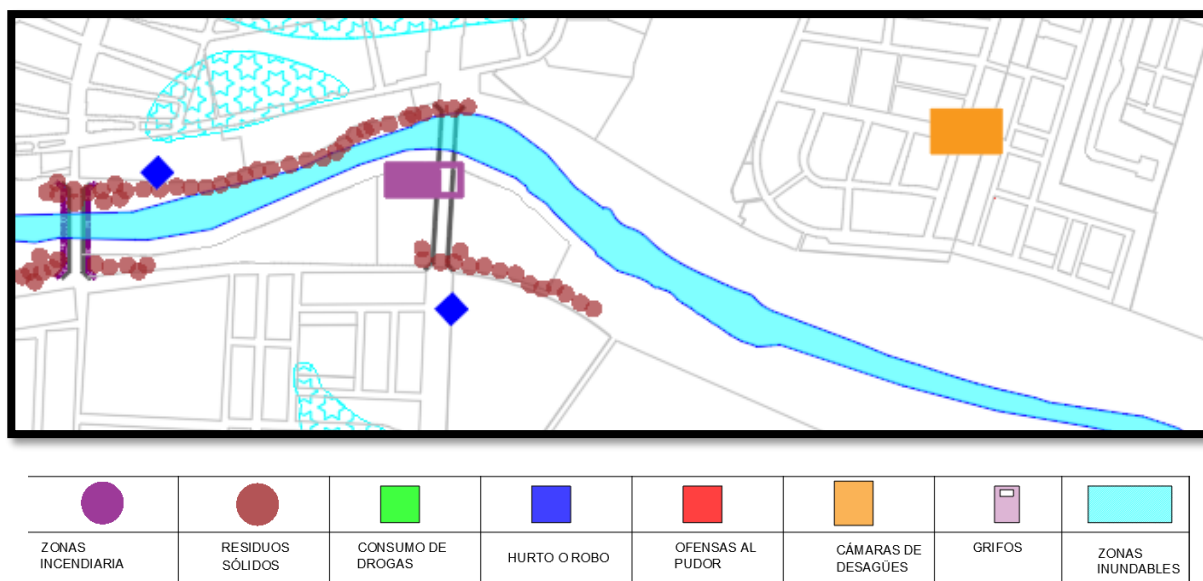 ZONAS
INCENDIARIA
RESIDUOS
SÓLIDOS
CONSUMO DE
DROGAS
HURTO O ROBO
OFENSAS AL
PUDOR
CÁMARAS DE
DESAGÜES
GRIFOS
ZONAS
INUNDABLES